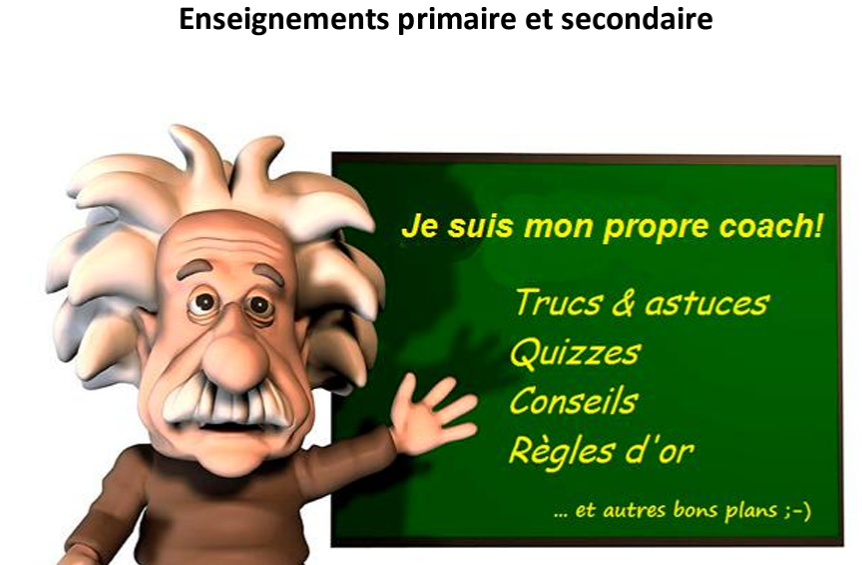 Enseignements primaire et secondaire
Je suis mon propre coach!
Trucs & astuces
Quizzes
Conseils
Règles d'or
... et autres bons plans ;-)